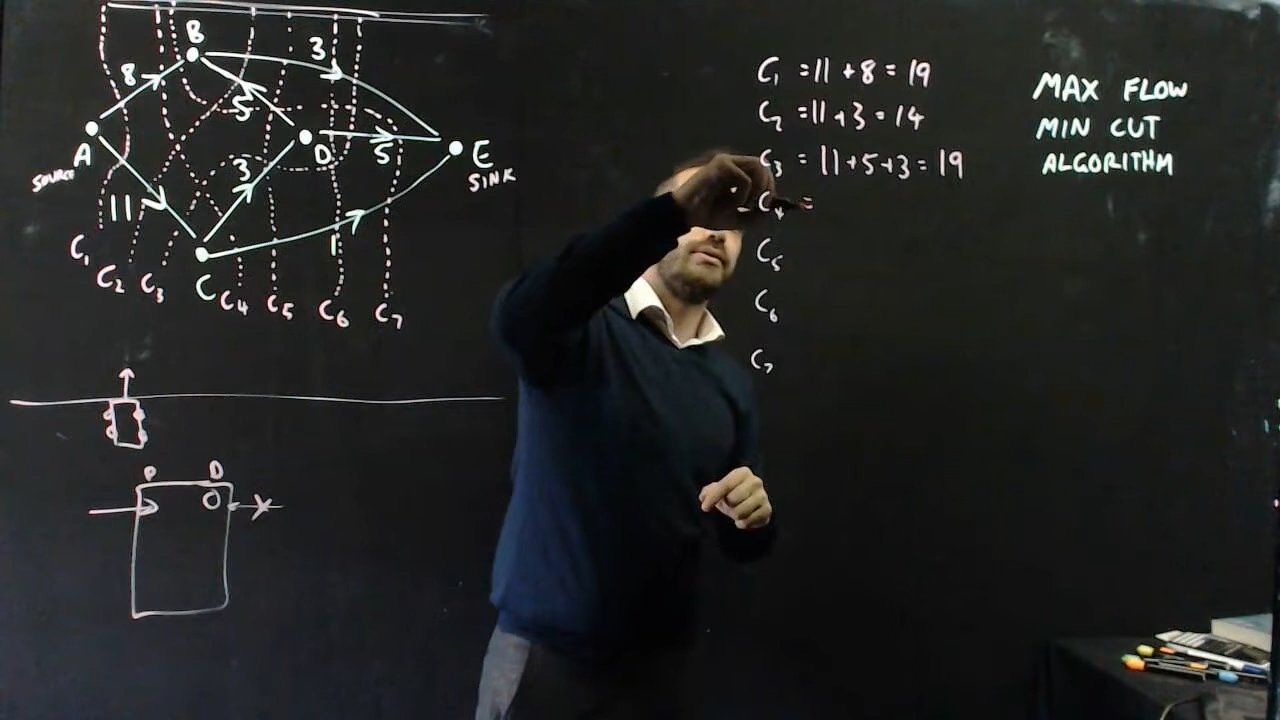 B
8
3
5
A
D
5
E
SOURCE
SINK
3
11
1
C
C₁
C₂
C₃
C₄
C₅
C₆
C₇
P
D
O
C₁ = 11 + 8 = 19
C₂ = 11 + 3 = 14
C₃ = 11 + 5 + 3 = 19
C₄ =
C₅
C₆
C₇
MAX FLOW
MIN CUT
ALGORITHM